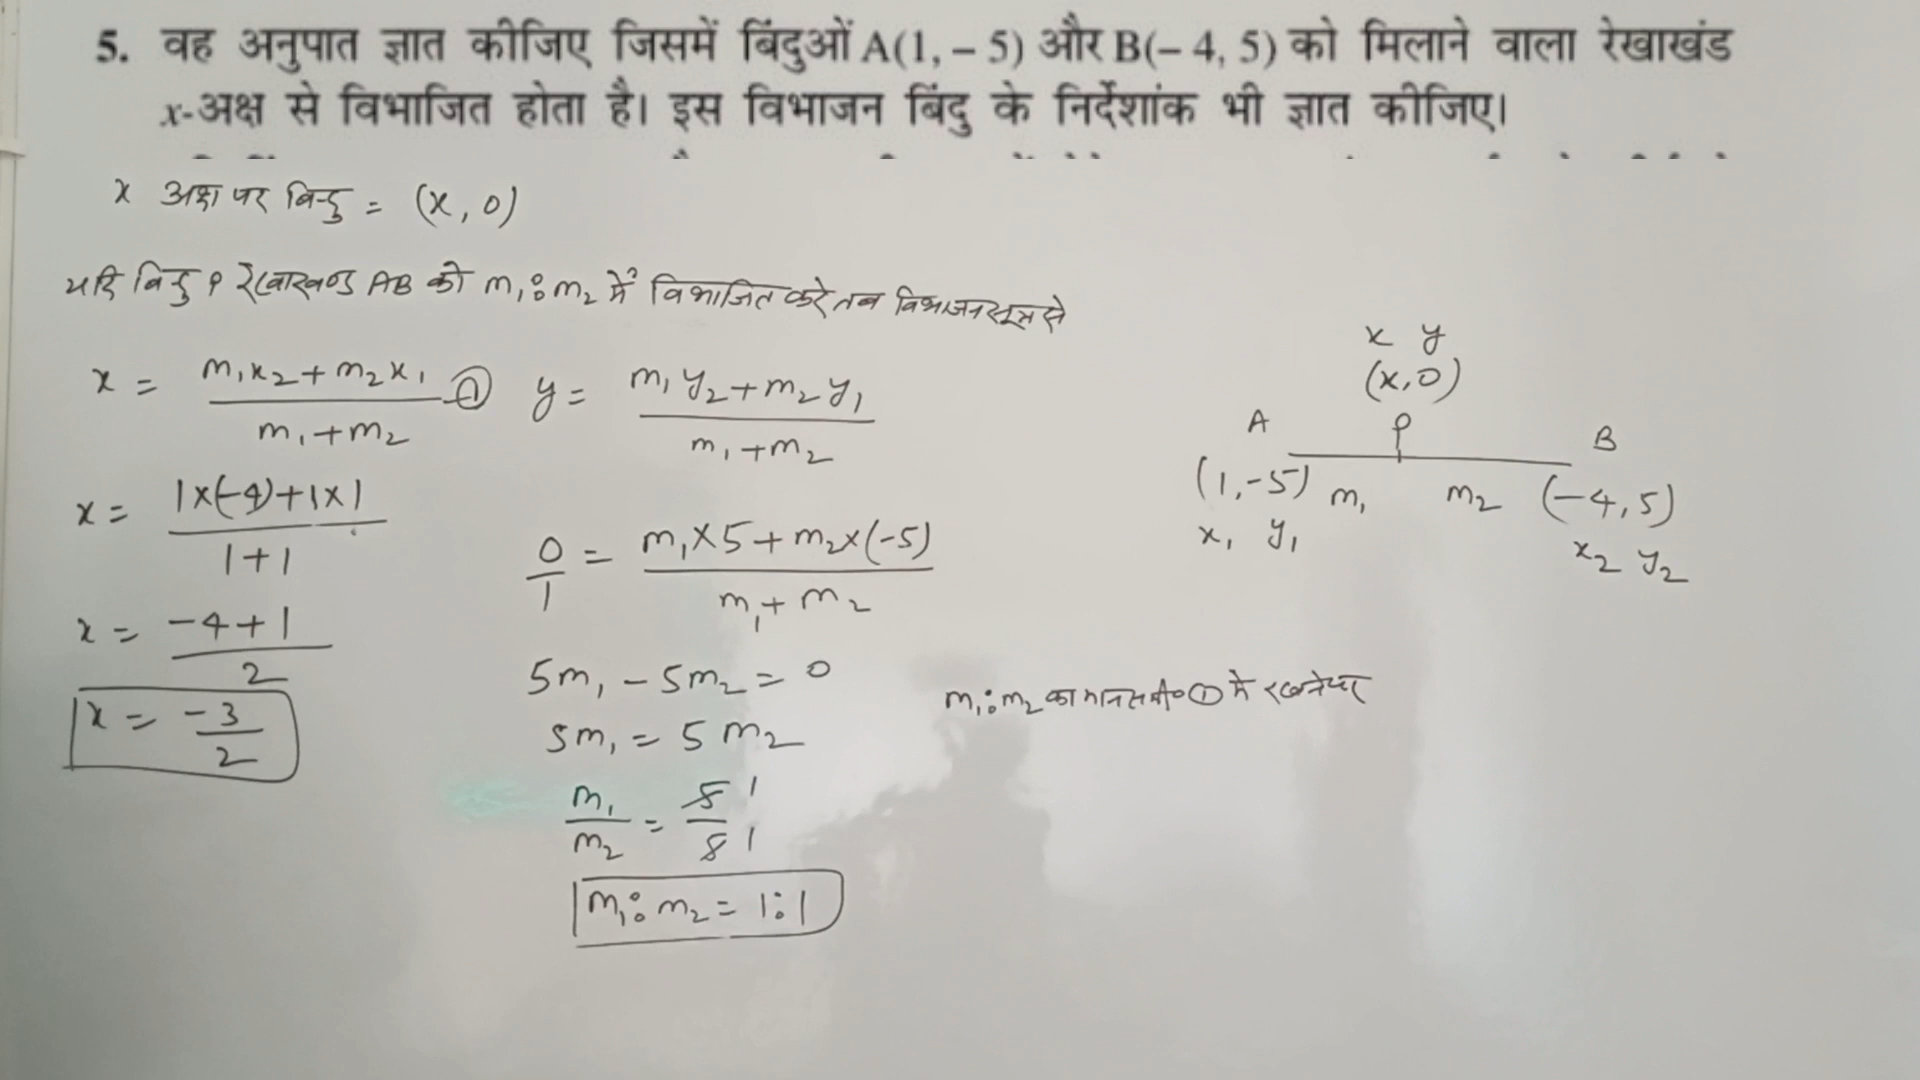 5. वह अनुपात ज्ञात कीजिए जिसमें बिंदुओं A(1, – 5) और B(– 4, 5) को मिलाने वाला रेखाखंड
x-अक्ष से विभाजित होता है। इस विभाजन बिंदु के निर्देशांक भी ज्ञात कीजिए।
x अक्ष पर बिन्दु = (x, 0)
यदि बिन्दु P रेखाखण्ड AB को m₁:m₂ में विभाजित करे तब विभाजन सूत्र से
x = (m₁x₂ + m₂x₁)/(m₁ + m₂) ①
x = (1×(-4) + 1×1)/(1+1)
x = (-4+1)/2
x = -3/2
y = (m₁y₂ + m₂y₁)/(m₁ + m₂)
0/1 = (m₁×5 + m₂×(-5))/(m₁ + m₂)
5m₁ - 5m₂ = 0
5m₁ = 5m₂
m₁/m₂ = 5/5 1/1
m₁:m₂ = 1:1
x y
(x, 0)
A P B
(1, -5) m₁ m₂ (-4, 5)
x₁ y₁ x₂ y₂
m₁:m₂ का मान समी० ① में रखने पर